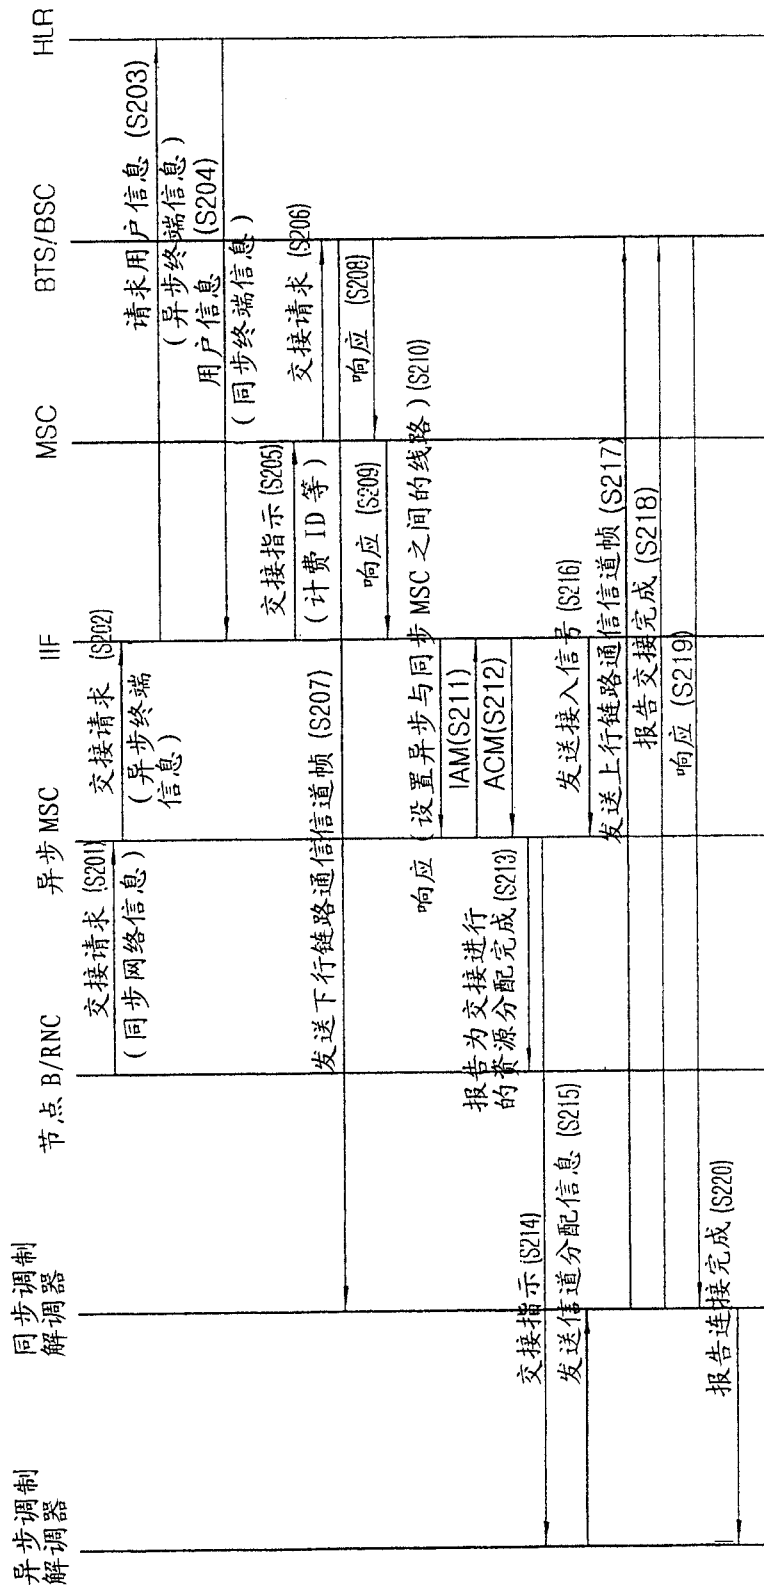 异步调制
解调器
同步调制
解调器
节点 B/RNC
异步 MSC
IIF
MSC
BTS/BSC
HLR
交接请求 (S201)
(同步网络信息)
交接请求 (S202)
(异步终端
信息)
请求用户信息 (S203)
(异步终端信息)
用户信息 (S204)
(同步终端信息)
交接指示 (S205)
(计费 ID 等)
交接请求 (S206)
发送下行链路通信信道帧 (S207)
响应 (S208)
响应 (S209)
响应 (设置异步与同步 MSC 之间的线路) (S210)
IAM(S211)
ACM(S212)
报告为交接进行
的资源分配完成 (S213)
交接指示 (S214)
发送信道分配信息 (S215)
发送接入信号 (S216)
发送上行链路通信信道帧 (S217)
报告交接完成 (S218)
响应 (S219)
报告连接完成 (S220)